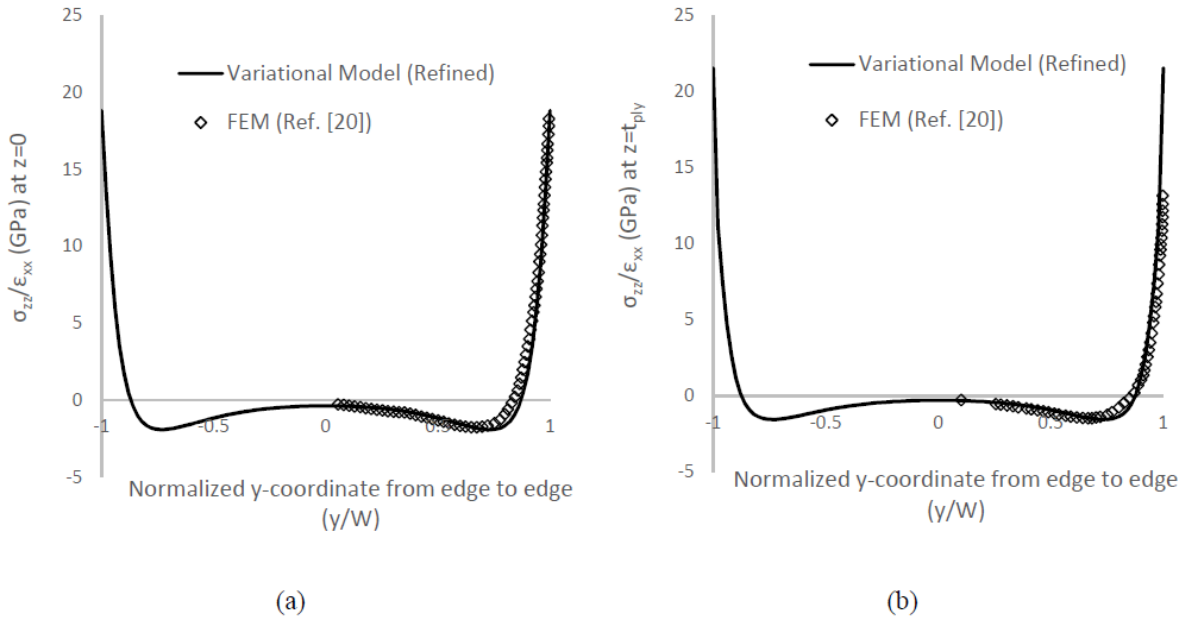 25
20
15
10
5
0
-5
-1
-0.5
0
0.5
1
Variational Model (Refined)
FEM (Ref. [20])
σzz/εxx (GPa) at z=0
Normalized y-coordinate from edge to edge
(y/W)
(a)
25
20
15
10
5
0
-5
-1
-0.5
0
0.5
1
Variational Model (Refined)
FEM (Ref. [20])
σzz/εxx (GPa) at z=tply
Normalized y-coordinate from edge to edge
(y/W)
(b)